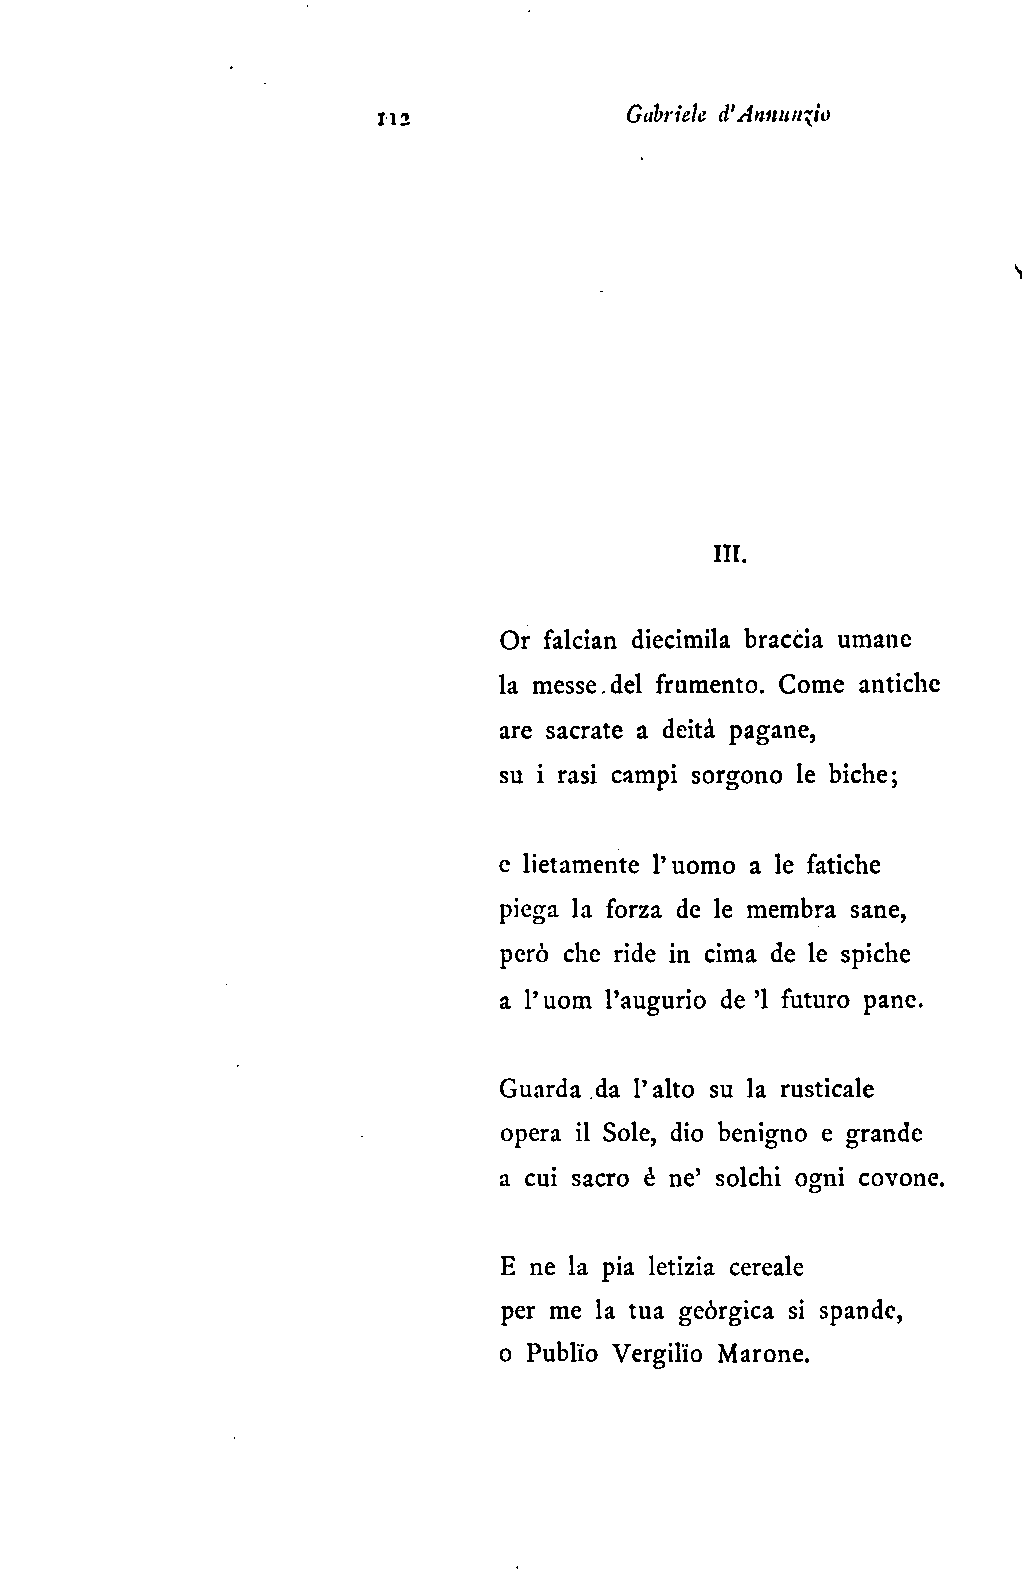 112 Gabriele d'Annunzio
III.
Or falcian diecimila braccia umane
la messe del frumento. Come antiche
are sacrate a deità pagane,
su i rasi campi sorgono le biche;
e lietamente l'uomo a le fatiche
piega la forza de le membra sane,
però che ride in cima de le spiche
a l'uom l'augurio de 'l futuro pane.
Guarda da l'alto su la rusticale
opera il Sole, dio benigno e grande
a cui sacro è ne' solchi ogni covone.
E ne la pia letizia cereale
per me la tua geòrgica si spande,
o Publïo Vergilïo Marone.